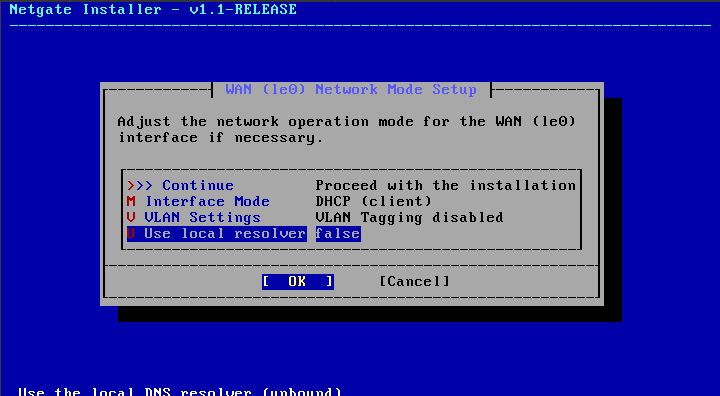 Netgate Installer - v1.1-RELEASE
WAN (le0) Network Mode Setup
Adjust the network operation mode for the WAN (le0)
interface if necessary.
>>> Continue Proceed with the installation
M Interface Mode DHCP (client)
V VLAN Settings VLAN Tagging disabled
U Use local resolver false
[ OK ] [Cancel]
Use the local DNS resolver (unbound)